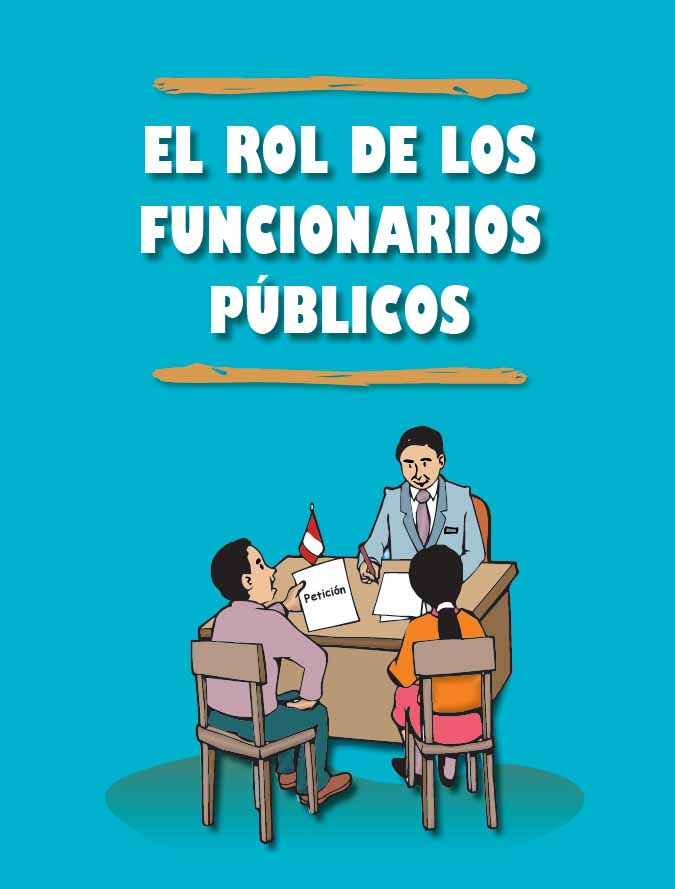 EL ROL DE LOS
FUNCIONARIOS
PÚBLICOS
Petición